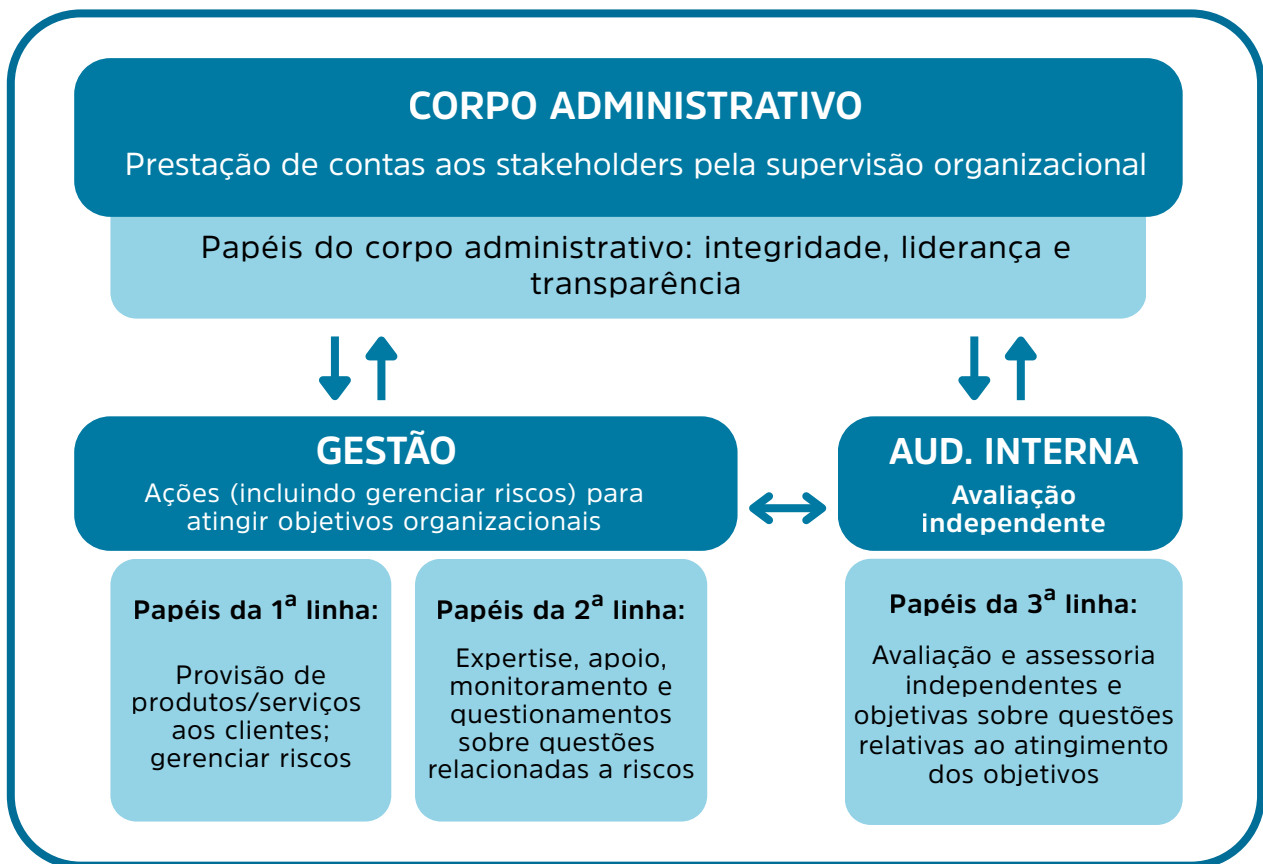 CORPO ADMINISTRATIVO
Prestação de contas aos stakeholders pela supervisão organizacional
Papéis do corpo administrativo: integridade, liderança e
transparência
GESTÃO
Ações (incluindo gerenciar riscos) para
atingir objetivos organizacionais
AUD. INTERNA
Avaliação
independente
Papéis da 1ª linha:
Provisão de
produtos/serviços
aos clientes;
gerenciar riscos
Papéis da 2ª linha:
Expertise, apoio,
monitoramento e
questionamentos
sobre questões
relacionadas a riscos
Papéis da 3ª linha:
Avaliação e assessoria
independentes e
objetivas sobre questões
relativas ao atingimento
dos objetivos